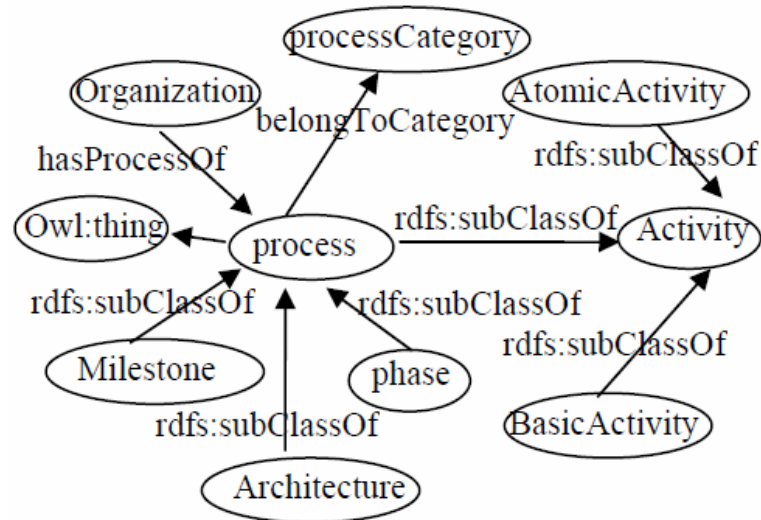 processCategory
Organization
AtomicActivity
belongToCategory
hasProcessOf
rdfs:subClassOf
Owl:thing
process
rdfs:subClassOf
Activity
rdfs:subClassOf
rdfs:subClassOf
Milestone
phase
rdfs:subClassOf
rdfs:subClassOf
BasicActivity
Architecture